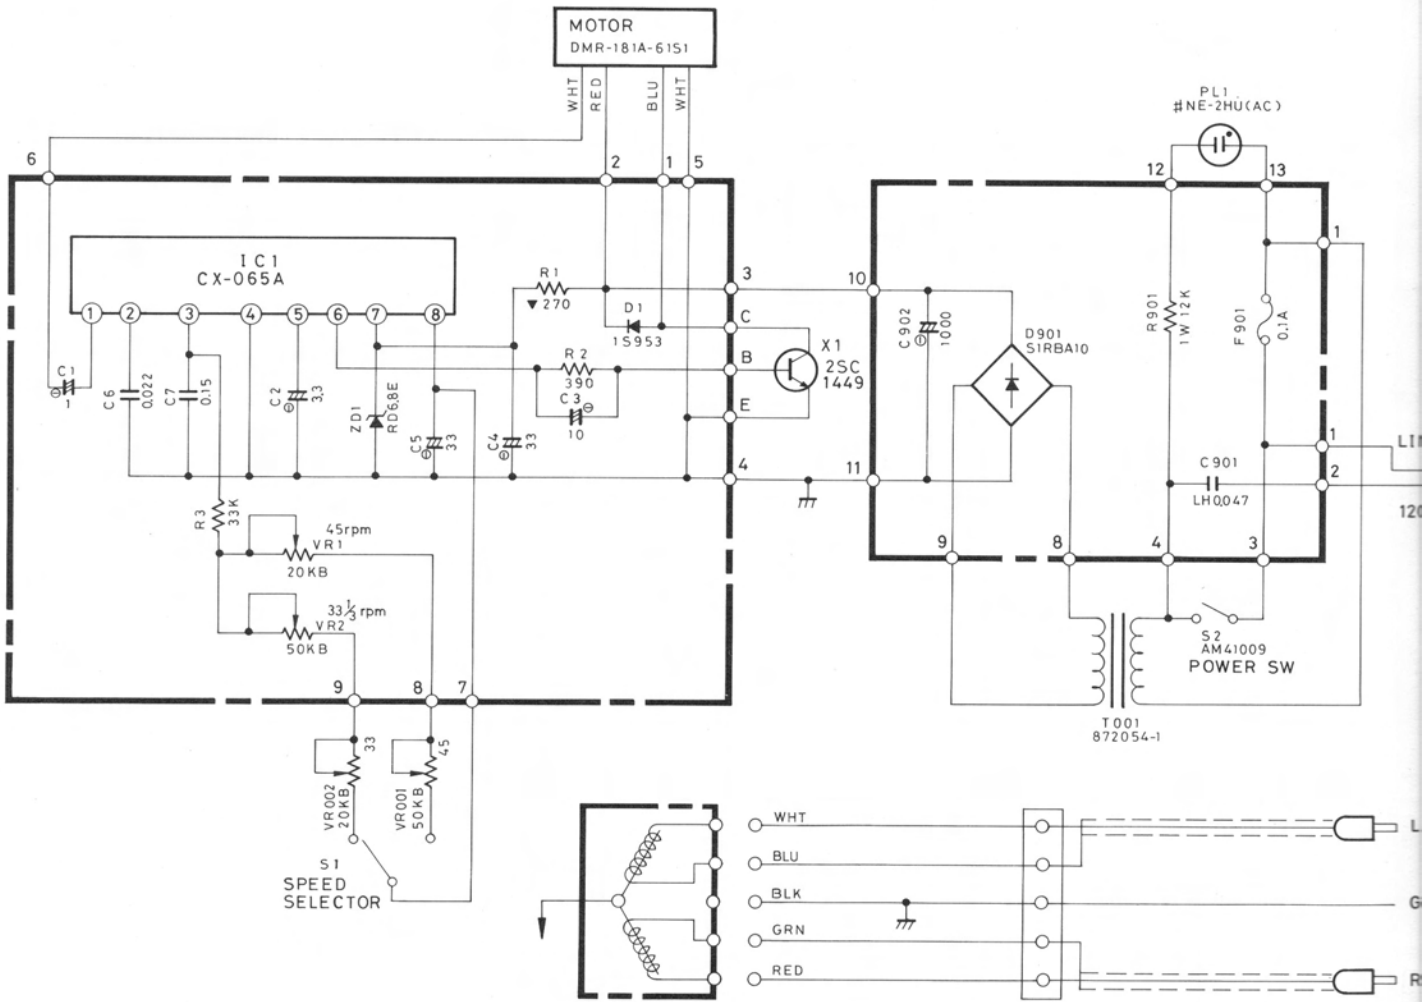 MOTOR
DMR-181A-61S1
WHT
RED
BLU
WHT
PL1
#NE-2HU(AC)
6
2
1
5
12
13
IC1
CX-065A
1
2
3
4
5
6
7
8
R1
▼ 270
D1
1S953
3
C
B
E
4
10
11
C902
1000
D901
S1RBA10
R901
1W 12K
F901
0.1A
1
X1
2SC
1449
R2
390
C3
10
C1
1
C6
0.022
C7
0.15
C2
3.3
ZD1
RD6.8E
C5
33
C4
33
1
LI
2
120
C901
LH0.047
R3
33K
45rpm
VR1
20KB
33⅓ rpm
VR2
50KB
9
8
4
3
S2
AM41009
POWER SW
T001
872054-1
9
8
7
33
45
VR002
20KB
VR001
50KB
S1
SPEED
SELECTOR
WHT
L
BLU
BLK
G
GRN
RED
R